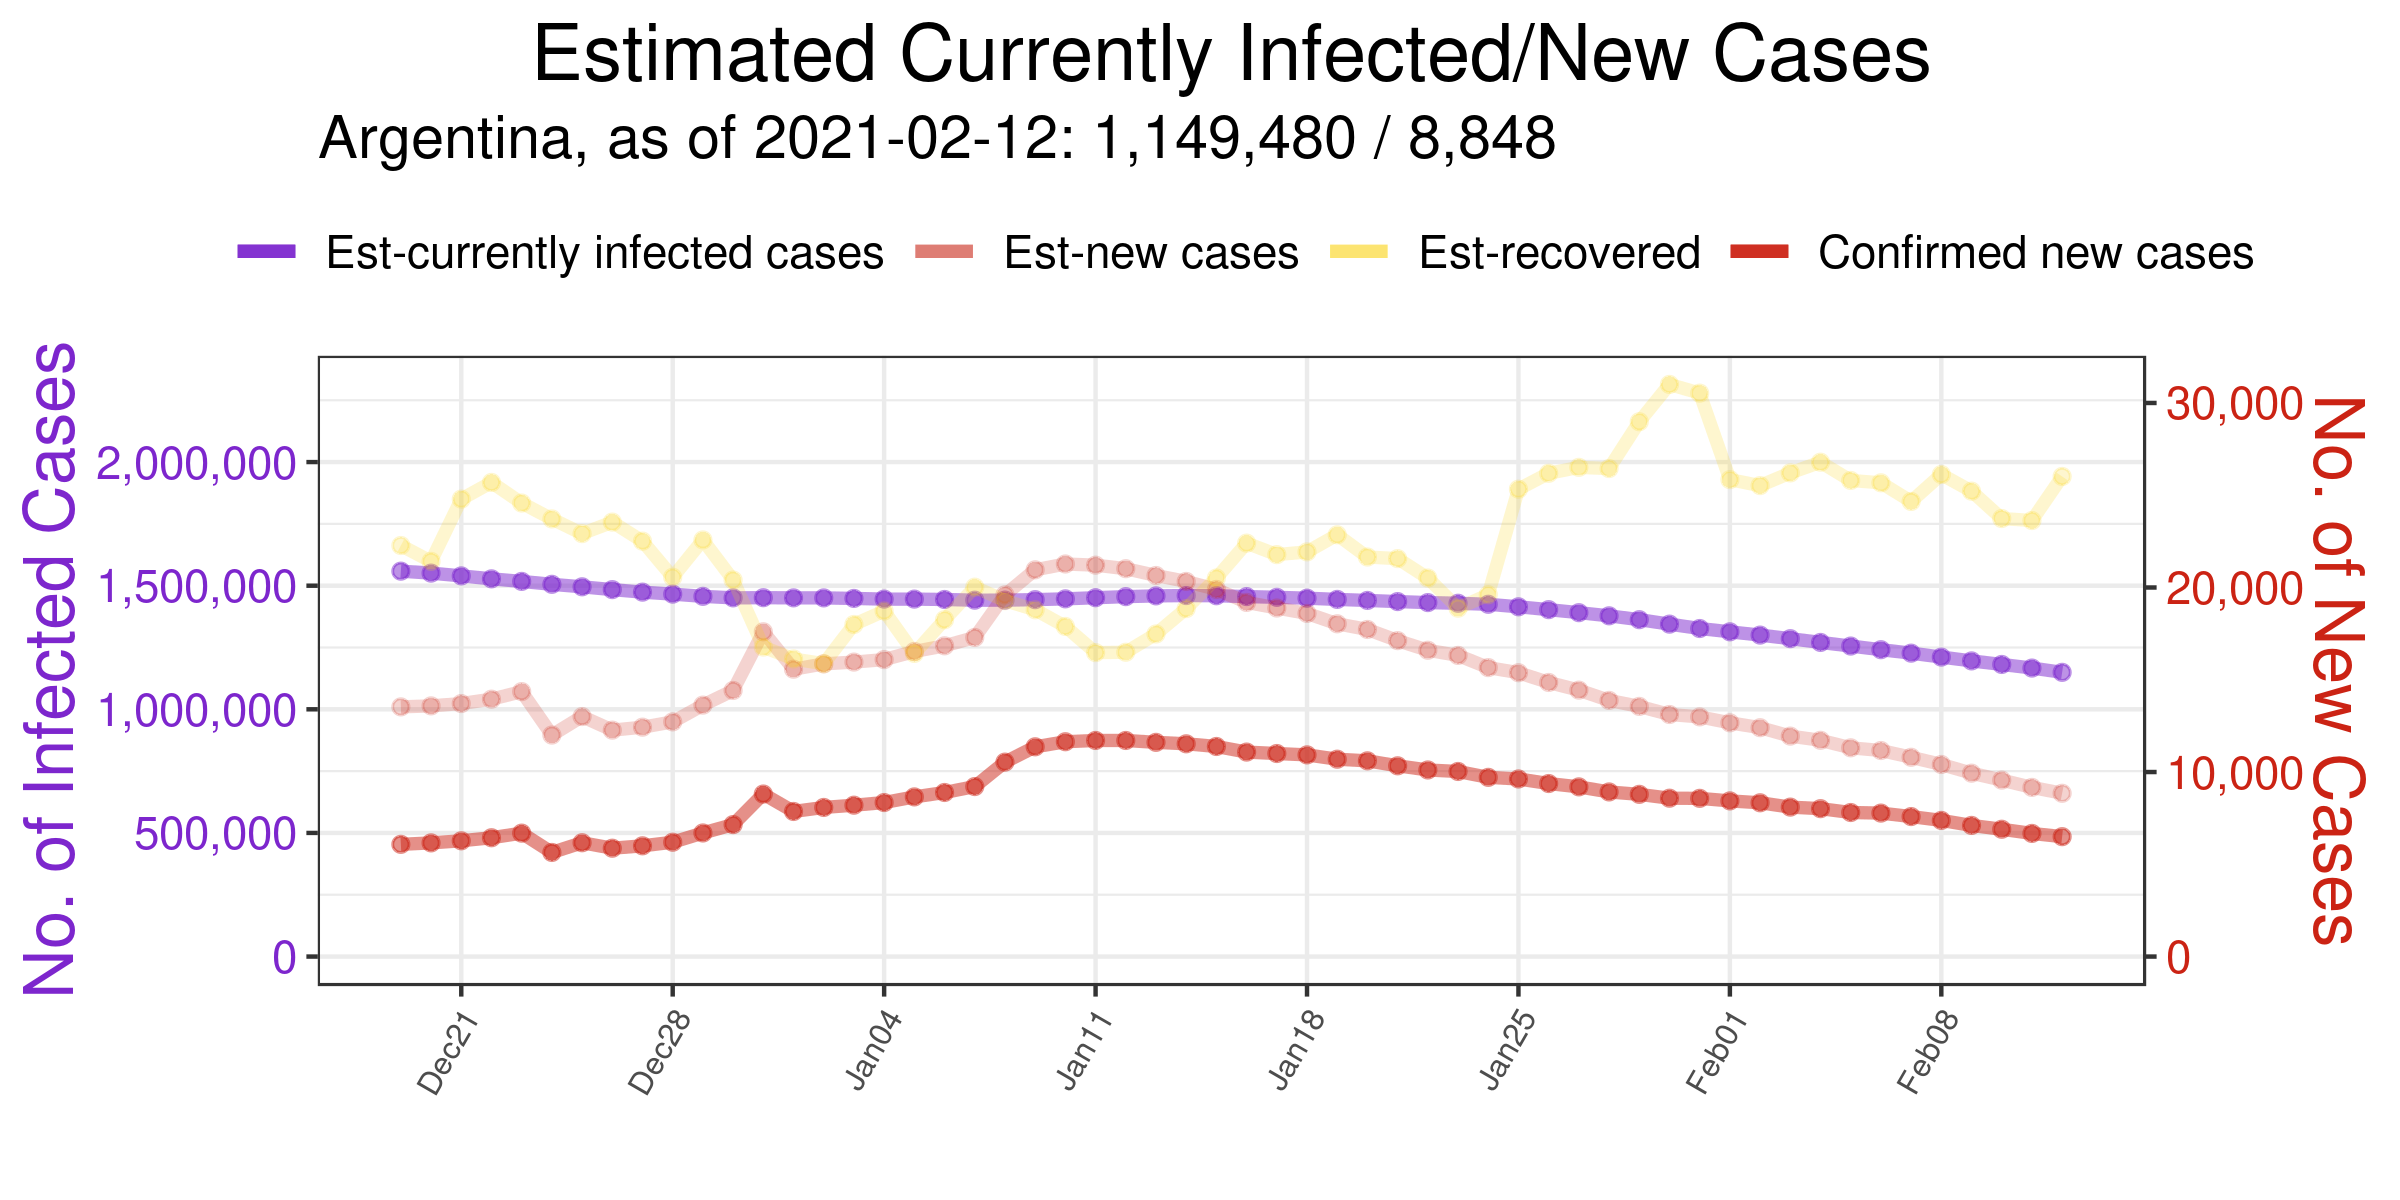 Estimated Currently Infected/New Cases
Argentina, as of 2021-02-12: 1,149,480 / 8,848
Est-currently infected cases Est-new cases Est-recovered Confirmed new cases
No. of Infected Cases
2,000,000
1,500,000
1,000,000
500,000
0
30,000
20,000
10,000
0
No. of New Cases
Dec21 Dec28 Jan04 Jan11 Jan18 Jan25 Feb01 Feb08